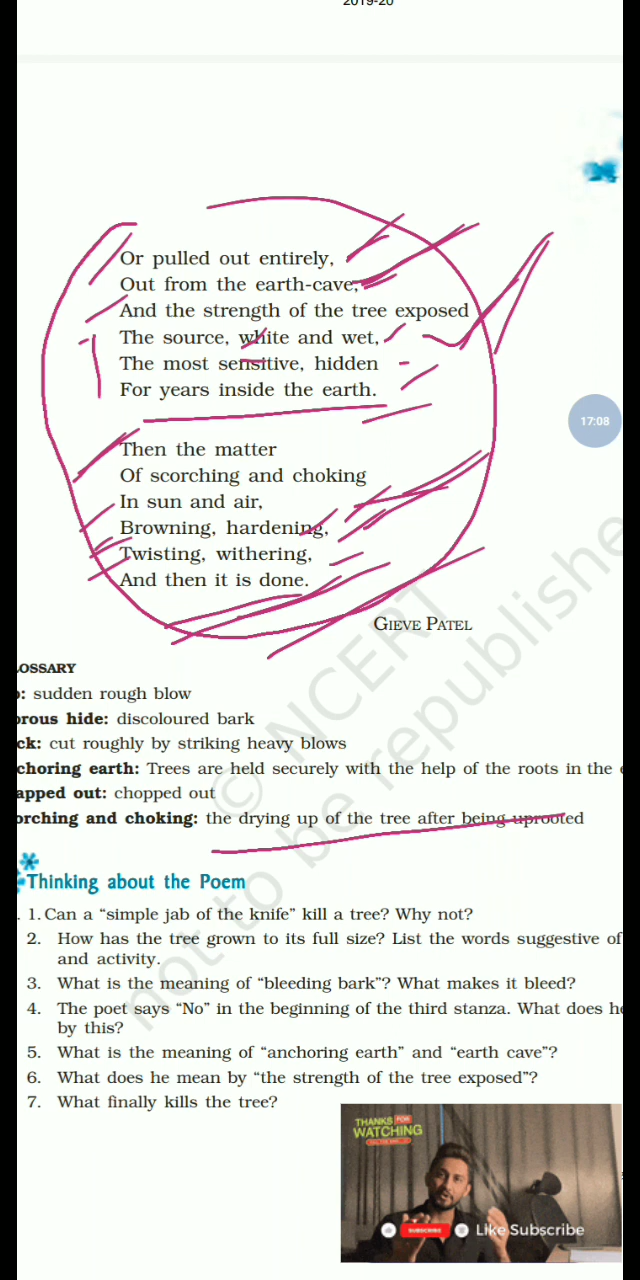 2019-20
Or pulled out entirely,
Out from the earth-cave,
And the strength of the tree exposed
The source, white and wet,
The most sensitive, hidden
For years inside the earth.
17:08
Then the matter
Of scorching and choking
In sun and air,
Browning, hardening,
Twisting, withering,
And then it is done.
GIEVE PATEL
LOSSARY
: sudden rough blow
prous hide: discoloured bark
ck: cut roughly by striking heavy blows
choring earth: Trees are held securely with the help of the roots in the
apped out: chopped out
orching and choking: the drying up of the tree after being uprooted
Thinking about the Poem
. 1. Can a “simple jab of the knife” kill a tree? Why not?
2. How has the tree grown to its full size? List the words suggestive of
and activity.
3. What is the meaning of “bleeding bark”? What makes it bleed?
4. The poet says “No” in the beginning of the third stanza. What does he
by this?
5. What is the meaning of “anchoring earth” and “earth cave”?
6. What does he mean by “the strength of the tree exposed”?
7. What finally kills the tree?
© NCERT
not to be republishe
THANKS FOR
WATCHING
SUBSCRIBE
Like Subscribe